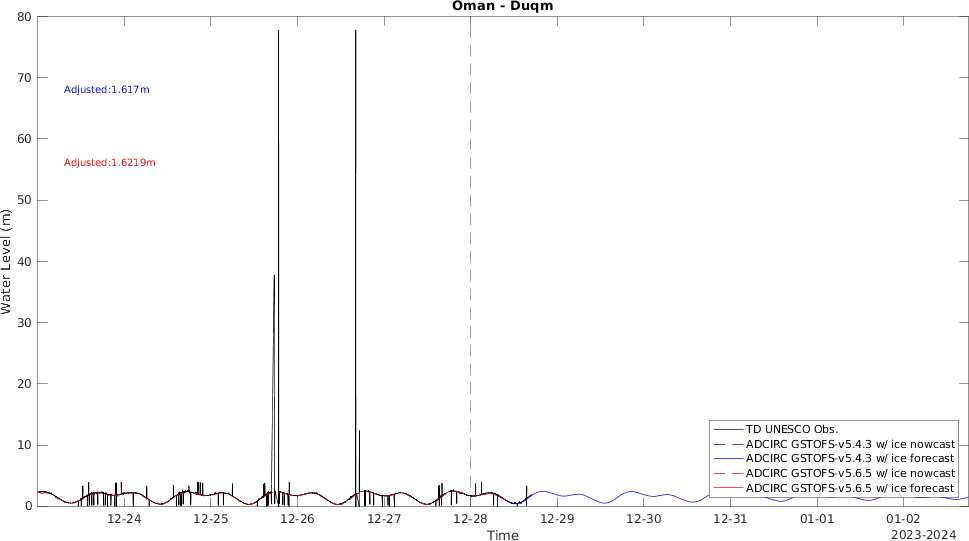 Oman - Duqm
80
70
60
50
40
30
20
10
0
Water Level (m)
Adjusted:1.617m
Adjusted:1.6219m
TD UNESCO Obs.
ADCIRC GSTOFS-v5.4.3 w/ ice nowcast
ADCIRC GSTOFS-v5.4.3 w/ ice forecast
ADCIRC GSTOFS-v5.6.5 w/ ice nowcast
ADCIRC GSTOFS-v5.6.5 w/ ice forecast
12-24 12-25 12-26 12-27 12-28 12-29 12-30 12-31 01-01 01-02
Time
2023-2024